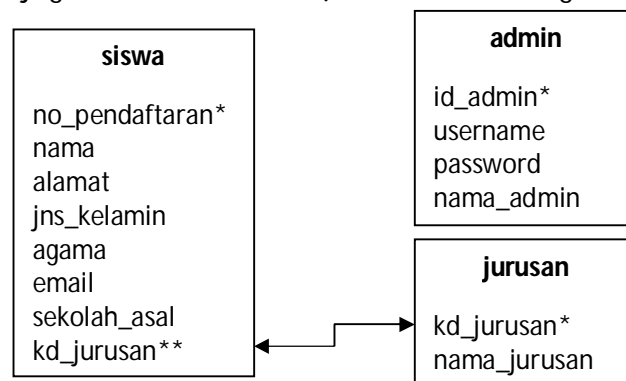 siswa
no_pendaftaran*
nama
alamat
jns_kelamin
agama
email
sekolah_asal
kd_jurusan**
admin
id_admin*
username
password
nama_admin
jurusan
kd_jurusan*
nama_jurusan